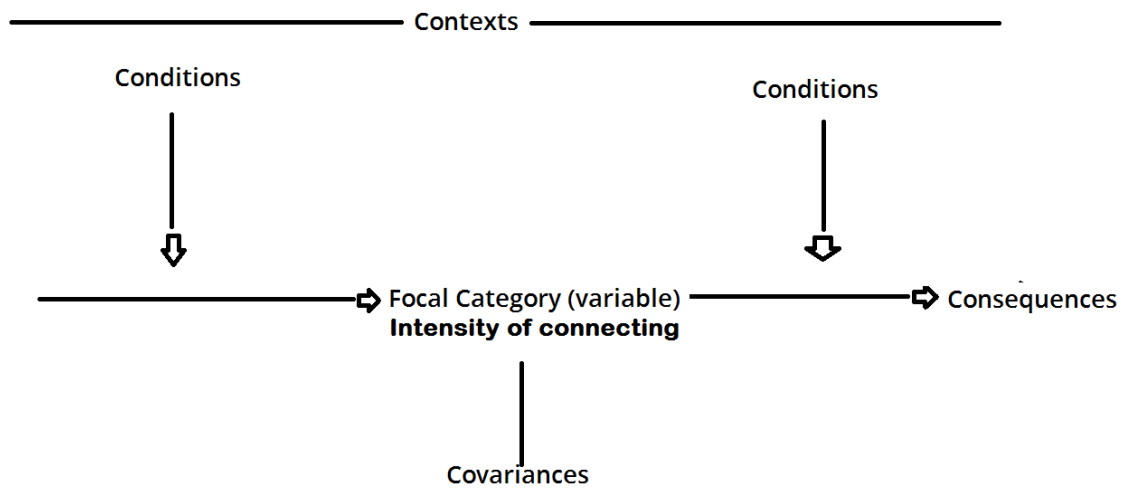 Contexts
Conditions
Conditions
Focal Category (variable)
Intensity of connecting
Consequences
Covariances